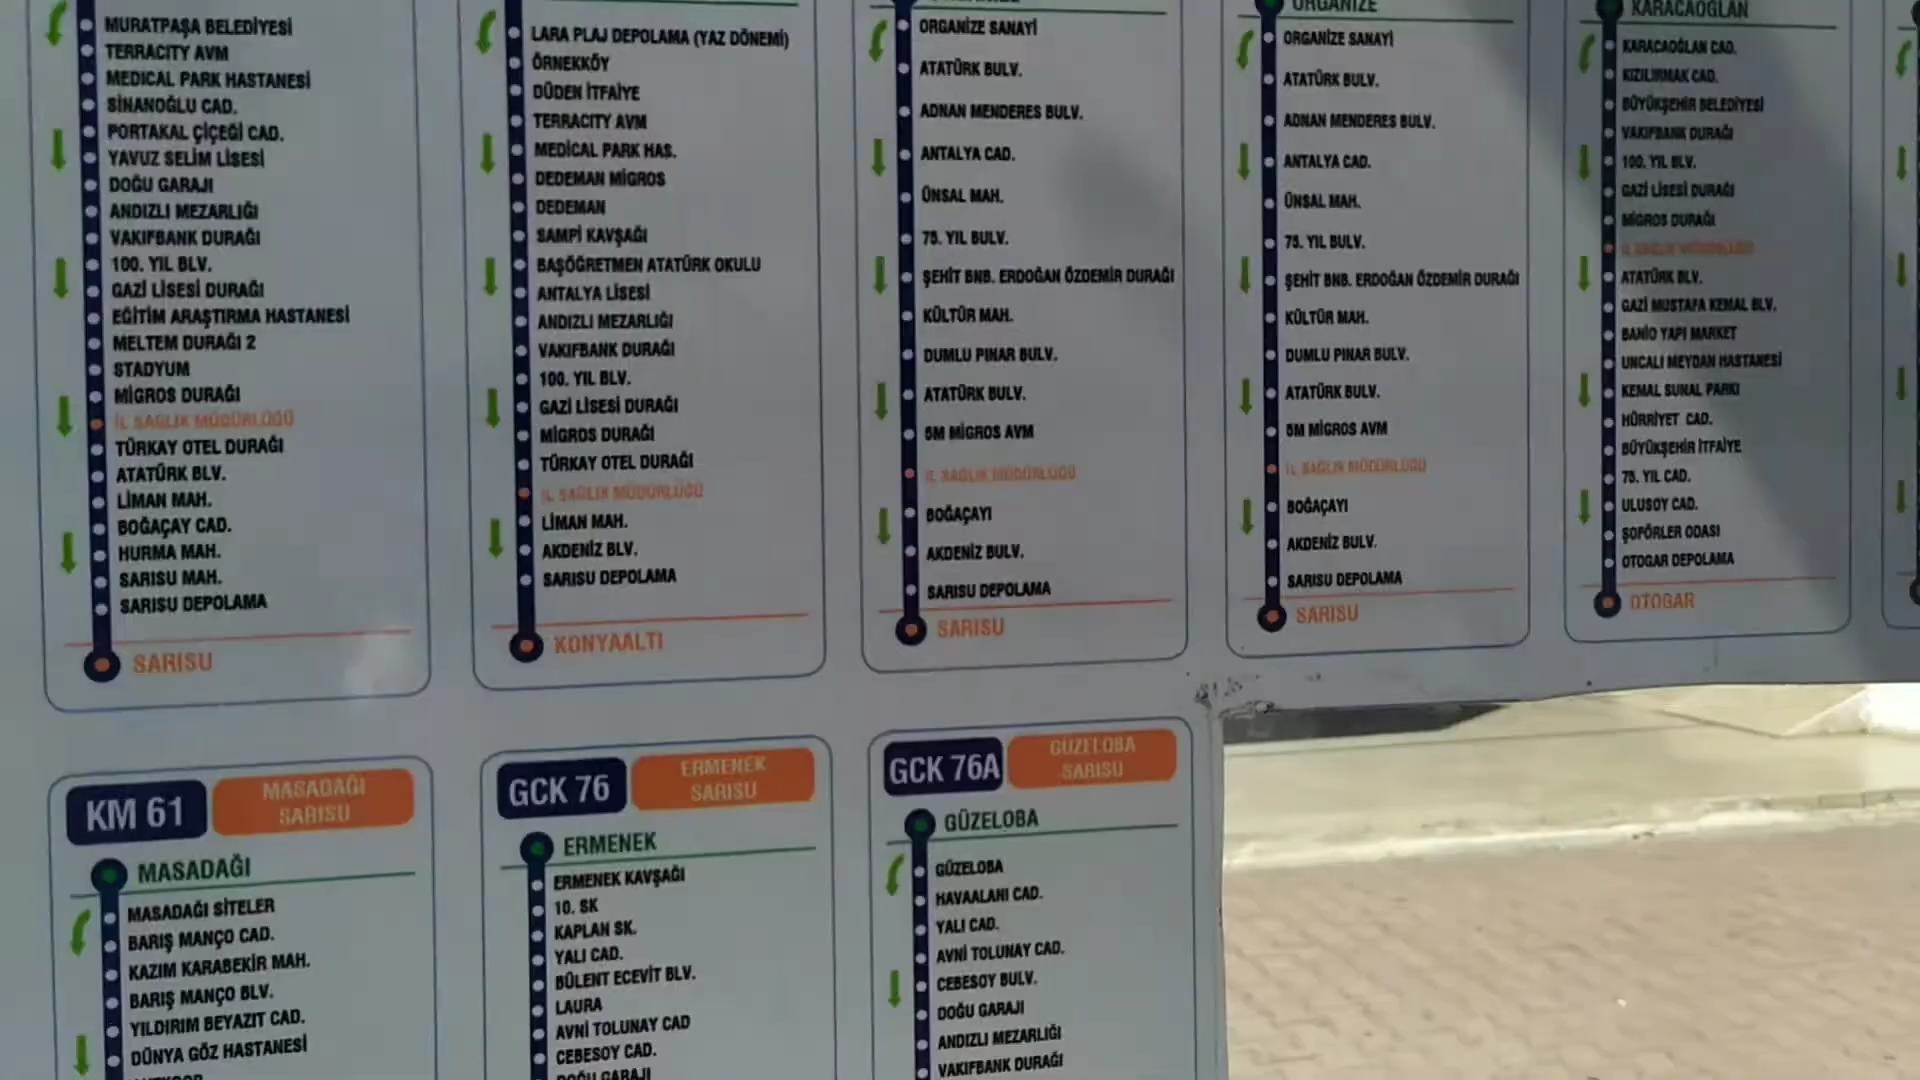 MURATPAŞA BELEDİYESİ
TERRACITY AVM
MEDICAL PARK HASTANESİ
SİNANOĞLU CAD.
PORTAKAL ÇİÇEĞİ CAD.
YAVUZ SELİM LİSESİ
DOĞU GARAJI
ANDIZLI MEZARLIĞI
VAKIFBANK DURAĞI
100. YIL BLV.
GAZİ LİSESİ DURAĞI
EĞİTİM ARAŞTIRMA HASTANESİ
MELTEM DURAĞI 2
STADYUM
MİGROS DURAĞI
İL SAĞLIK MÜDÜRLÜĞÜ
TÜRKAY OTEL DURAĞI
ATATÜRK BLV.
LİMAN MAH.
BOĞAÇAY CAD.
HURMA MAH.
SARISU MAH.
SARISU DEPOLAMA
SARISU
LARA PLAJ DEPOLAMA (YAZ DÖNEMİ)
ÖRNEKKÖY
DÜDEN İTFAİYE
TERRACITY AVM
MEDİCAL PARK HAS.
DEDEMAN MİGROS
DEDEMAN
SAMPİ KAVŞAĞI
BAŞÖĞRETMEN ATATÜRK OKULU
ANTALYA LİSESİ
ANDIZLI MEZARLIĞI
VAKIFBANK DURAĞI
100. YIL BLV.
GAZİ LİSESİ DURAĞI
MİGROS DURAĞI
TÜRKAY OTEL DURAĞI
İL SAĞLIK MÜDÜRLÜĞÜ
LİMAN MAH.
AKDENİZ BLV.
SARISU DEPOLAMA
KONYAALTI
ORGANİZE SANAYİ
ATATÜRK BULV.
ADNAN MENDERES BULV.
ANTALYA CAD.
ÜNSAL MAH.
75. YIL BULV.
ŞEHİT BNB. ERDOĞAN ÖZDEMİR DURAĞI
KÜLTÜR MAH.
DUMLU PINAR BULV.
ATATÜRK BULV.
5M MİGROS AVM
İL SAĞLIK MÜDÜRLÜĞÜ
BOĞAÇAYI
AKDENİZ BULV.
SARISU DEPOLAMA
SARISU
ORGANİZE
ORGANİZE SANAYİ
ATATÜRK BULV.
ADNAN MENDERES BULV.
ANTALYA CAD.
ÜNSAL MAH.
75. YIL BULV.
ŞEHİT BNB. ERDOĞAN ÖZDEMİR DURAĞI
KÜLTÜR MAH.
DUMLU PINAR BULV.
ATATÜRK BULV.
5M MİGROS AVM
İL SAĞLIK MÜDÜRLÜĞÜ
BOĞAÇAYI
AKDENİZ BULV.
SARISU DEPOLAMA
SARISU
KARACAOĞLAN
KARACAOĞLAN CAD.
KIZILIRMAK CAD.
BÜYÜKŞEHİR BELEDİYESİ
VAKIFBANK DURAĞI
100. YIL BLV.
GAZİ LİSESİ DURAĞI
MİGROS DURAĞI
İL SAĞLIK MÜDÜRLÜĞÜ
ATATÜRK BLV.
GAZİ MUSTAFA KEMAL BLV.
BANİO YAPI MARKET
UNCALI MEYDAN HASTANESİ
KEMAL SUNAL PARKI
HÜRRİYET CAD.
BÜYÜKŞEHİR İTFAİYE
75. YIL CAD.
ULUSOY CAD.
ŞOFÖRLER ODASI
OTOGAR DEPOLAMA
OTOGAR
KM 61
MASADAĞI
SARISU
MASADAĞI
MASADAĞI SİTELER
BARIŞ MANÇO CAD.
KAZIM KARABEKİR MAH.
BARIŞ MANÇO BLV.
YILDIRIM BEYAZIT CAD.
DÜNYA GÖZ HASTANESİ
GCK 76
ERMENEK
SARISU
ERMENEK
ERMENEK KAVŞAĞI
10. SK
KAPLAN SK.
YALI CAD.
BÜLENT ECEVİT BLV.
LAURA
AVNİ TOLUNAY CAD
CEBESOY CAD.
DOĞU GARAJI
GCK 76A
GÜZELOBA
SARISU
GÜZELOBA
GÜZELOBA
HAVAALANI CAD.
YALI CAD.
AVNİ TOLUNAY CAD.
CEBESOY BULV.
DOĞU GARAJI
ANDIZLI MEZARLIĞI
VAKIFBANK DURAĞI